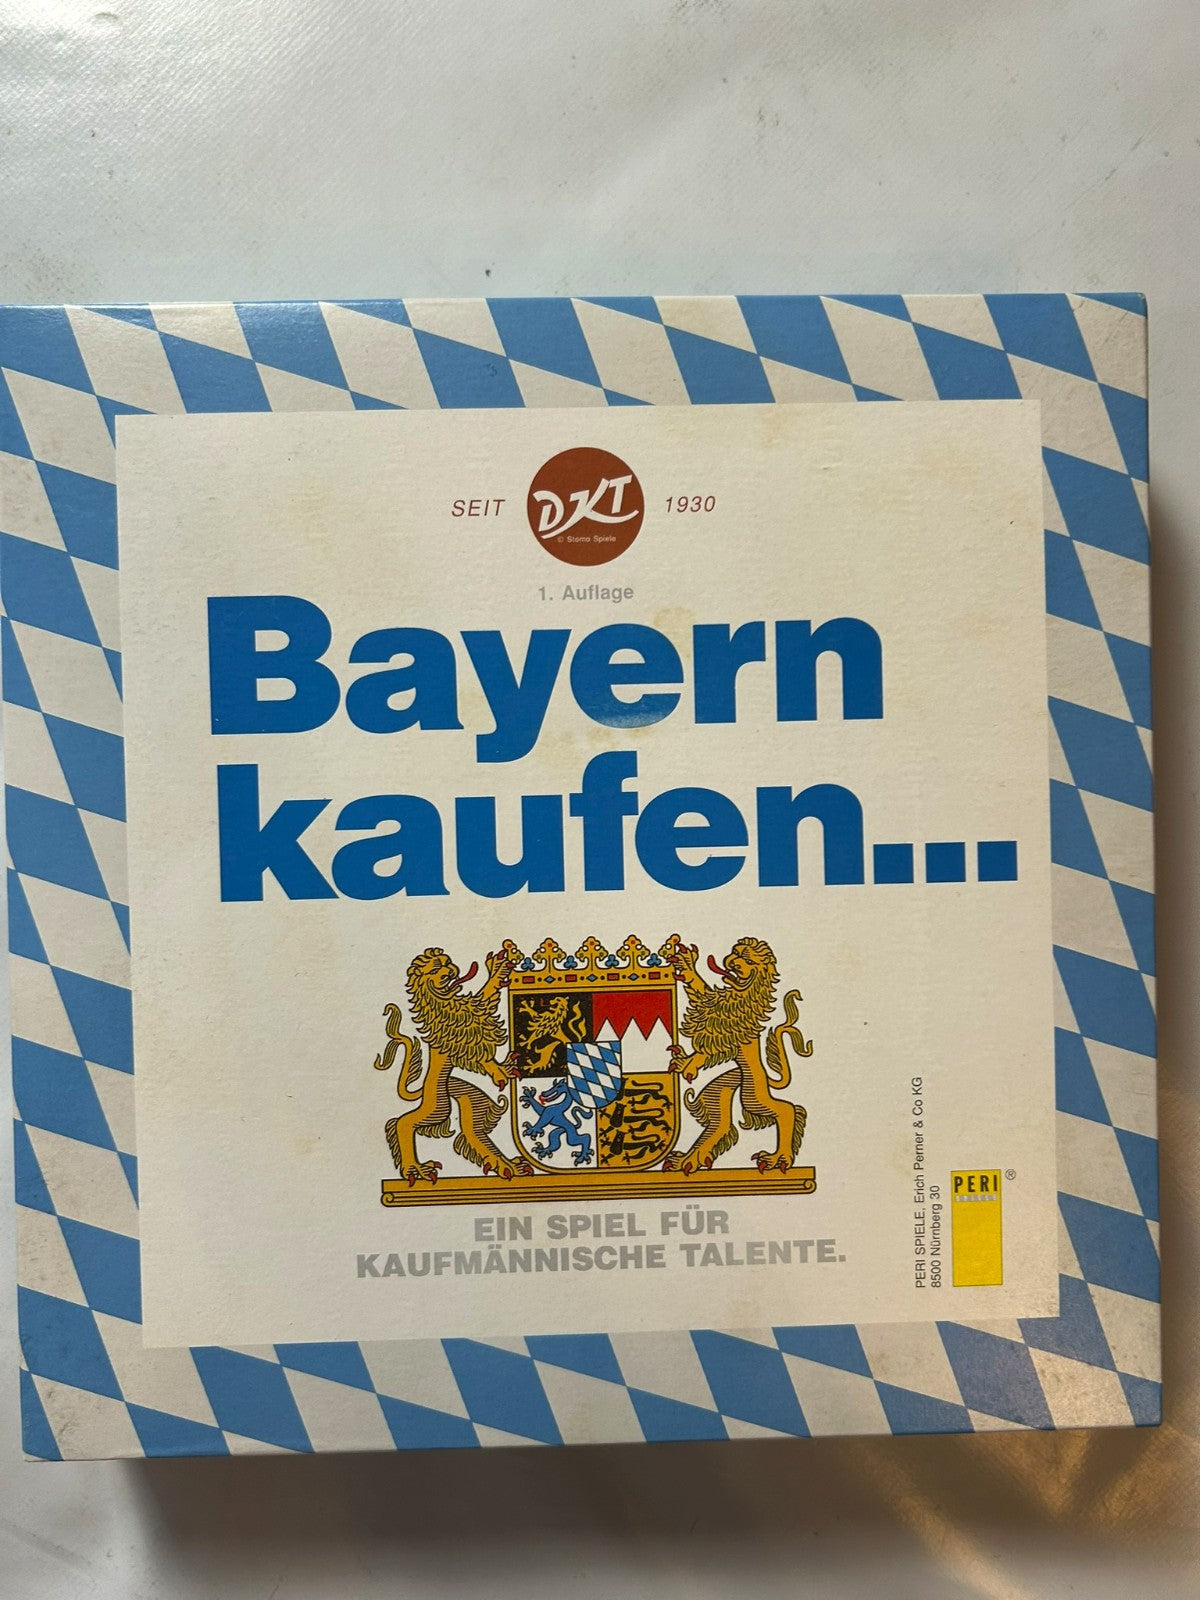 SEIT DKT 1930
© Stomo Spiele
1. Auflage
Bayern
kaufen...
EIN SPIEL FÜR
KAUFMÄNNISCHE TALENTE.
PERI SPIELE, Erich Perner & Co KG
8500 Nürnberg 30
PERI ®